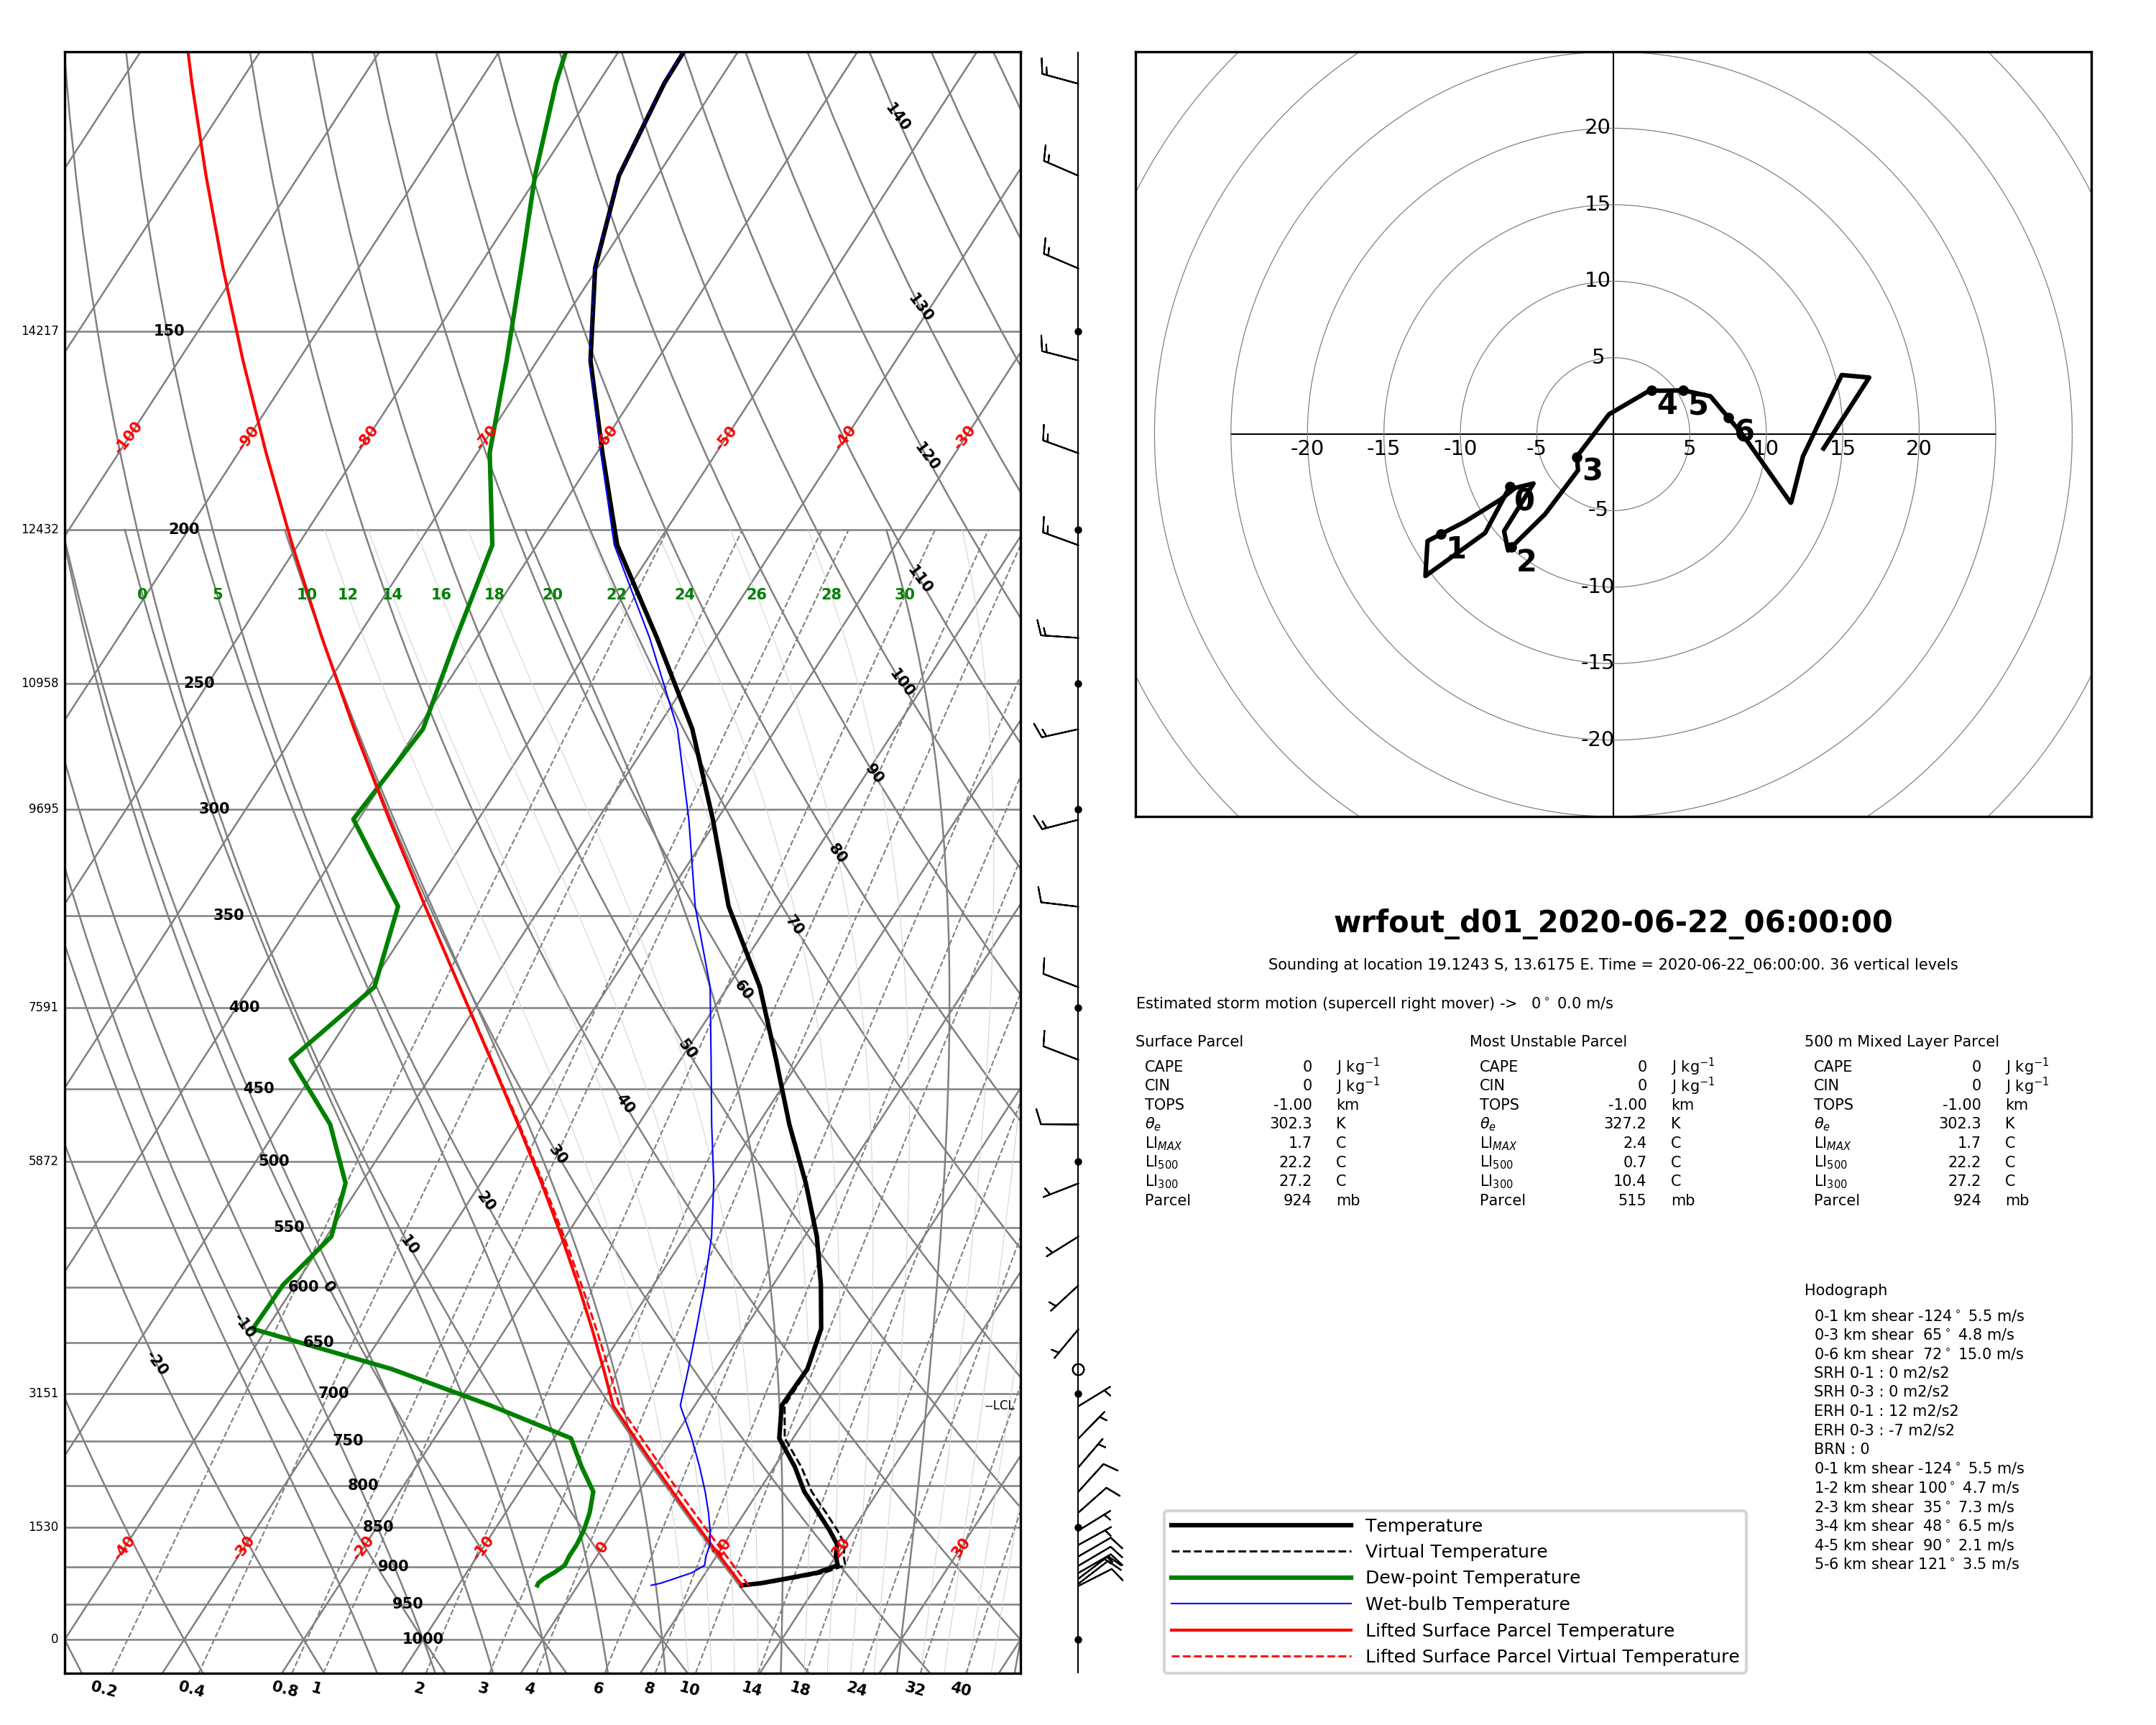 140
130
120
110
100
90
80
70
60
50
40
30
20
10
0
-10
-20
14217 150
-100 -90 -80 -70 -60 -50 -40 -30
12432 200
0 5 10 12 14 16 18 20 22 24 26 28 30
10958 250
9695 300
350
7591 400
450
5872 500
550
600
650
3151 700
--LCL
750
800
1530 850
-40 -30 -20 -10 0 10 20 30
900
950
0 1000
0.2 0.4 0.8 1 2 3 4 6 8 10 14 18 24 32 40
20
15
10
5
-20 -15 -10 -5 5 10 15 20
-5
-10
-15
-20
0 1 2 3 4 5 6
wrfout_d01_2020-06-22_06:00:00
Sounding at location 19.1243 S, 13.6175 E. Time = 2020-06-22_06:00:00. 36 vertical levels
Estimated storm motion (supercell right mover) -> 0° 0.0 m/s
Surface Parcel
CAPE 0 J kg⁻¹
CIN 0 J kg⁻¹
TOPS -1.00 km
θₑ 302.3 K
LI_MAX 1.7 C
LI₅₀₀ 22.2 C
LI₃₀₀ 27.2 C
Parcel 924 mb
Most Unstable Parcel
CAPE 0 J kg⁻¹
CIN 0 J kg⁻¹
TOPS -1.00 km
θₑ 327.2 K
LI_MAX 2.4 C
LI₅₀₀ 0.7 C
LI₃₀₀ 10.4 C
Parcel 515 mb
500 m Mixed Layer Parcel
CAPE 0 J kg⁻¹
CIN 0 J kg⁻¹
TOPS -1.00 km
θₑ 302.3 K
LI_MAX 1.7 C
LI₅₀₀ 22.2 C
LI₃₀₀ 27.2 C
Parcel 924 mb
Hodograph
0-1 km shear -124° 5.5 m/s
0-3 km shear 65° 4.8 m/s
0-6 km shear 72° 15.0 m/s
SRH 0-1 : 0 m2/s2
SRH 0-3 : 0 m2/s2
ERH 0-1 : 12 m2/s2
ERH 0-3 : -7 m2/s2
BRN : 0
0-1 km shear -124° 5.5 m/s
1-2 km shear 100° 4.7 m/s
2-3 km shear 35° 7.3 m/s
3-4 km shear 48° 6.5 m/s
4-5 km shear 90° 2.1 m/s
5-6 km shear 121° 3.5 m/s
Temperature
Virtual Temperature
Dew-point Temperature
Wet-bulb Temperature
Lifted Surface Parcel Temperature
Lifted Surface Parcel Virtual Temperature